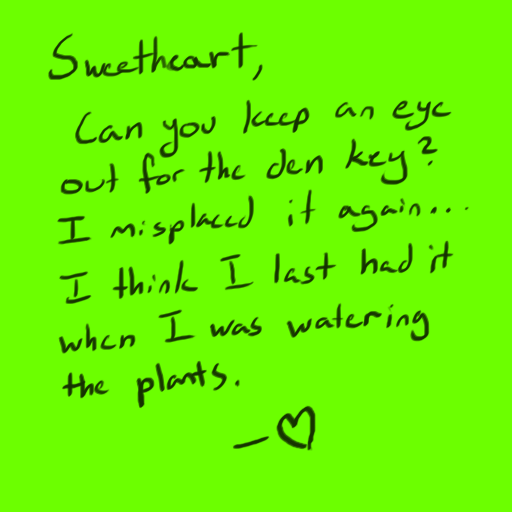 Sweetheart,
Can you keep an eye
out for the den key?
I misplaced it again...
I think I last had it
when I was watering
the plants.
—♡